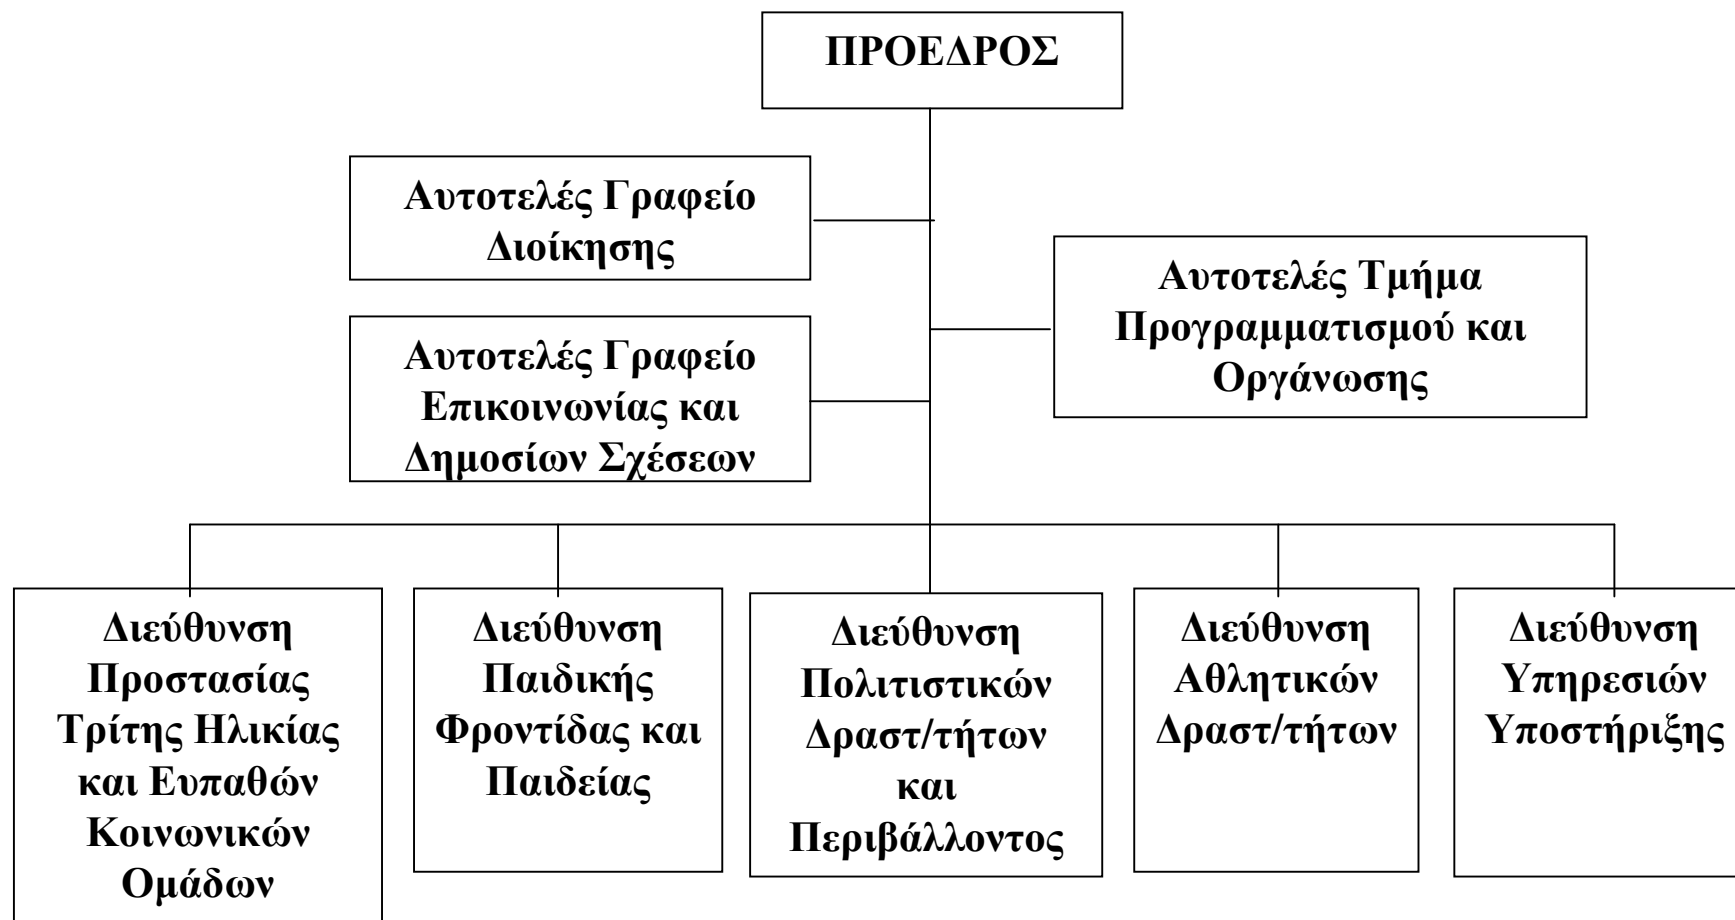 ΠΡΟΕΔΡΟΣ
Αυτοτελές Γραφείο
Διοίκησης
Αυτοτελές Τμήμα
Προγραμματισμού και
Οργάνωσης
Αυτοτελές Γραφείο
Επικοινωνίας και
Δημοσίων Σχέσεων
Διεύθυνση
Προστασίας
Τρίτης Ηλικίας
και Ευπαθών
Κοινωνικών
Ομάδων
Διεύθυνση
Παιδικής
Φροντίδας και
Παιδείας
Διεύθυνση
Πολιτιστικών
Δραστ/τήτων
και
Περιβάλλοντος
Διεύθυνση
Αθλητικών
Δραστ/τήτων
Διεύθυνση
Υπηρεσιών
Υποστήριξης